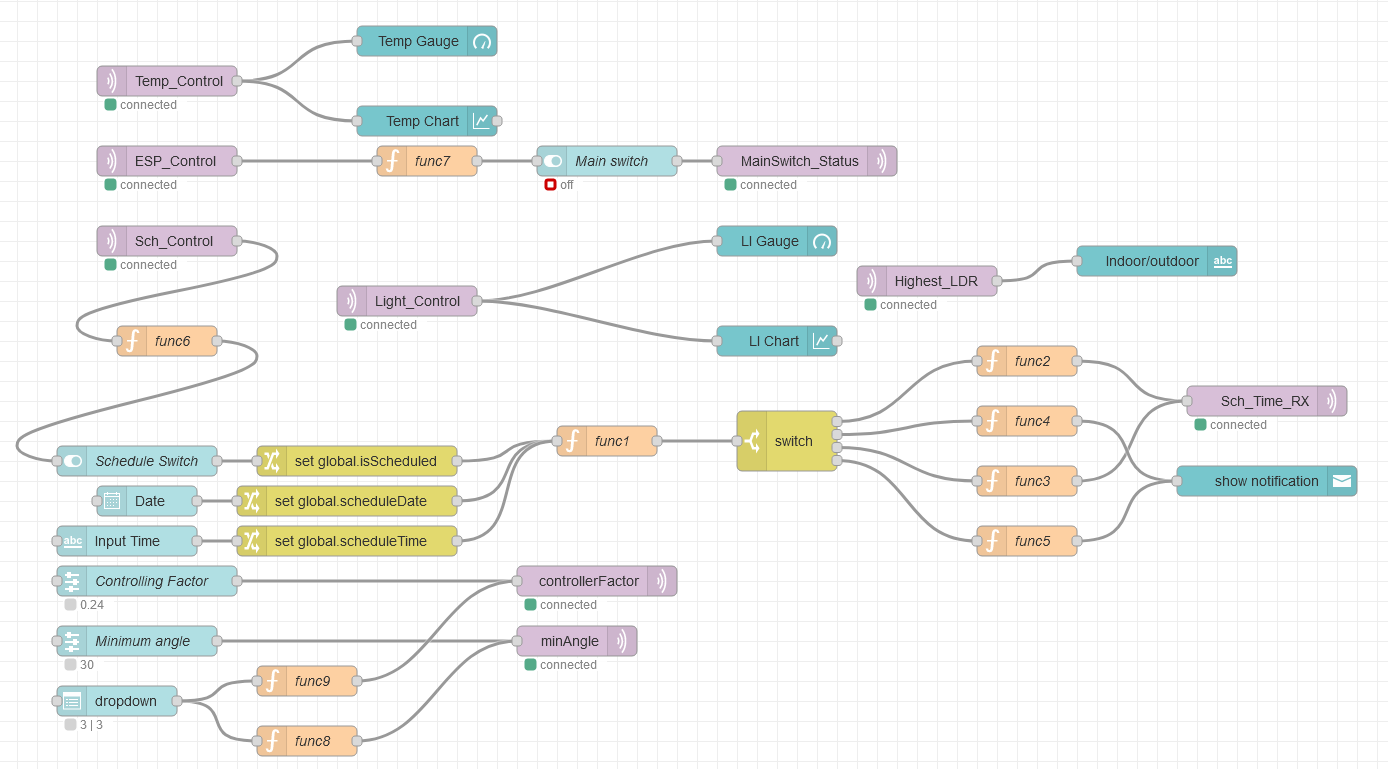 Temp Gauge
Temp_Control
connected
Temp Chart
ESP_Control
connected
func7
Main switch
off
MainSwitch_Status
connected
Sch_Control
connected
LI Gauge
Indoor/outdoor
abc
Highest_LDR
connected
Light_Control
connected
func6
LI Chart
func2
Sch_Time_RX
connected
func4
switch
func1
Schedule Switch
set global.isScheduled
func3
show notification
Date
set global.scheduleDate
abc
Input Time
set global.scheduleTime
func5
Controlling Factor
0.24
controllerFactor
connected
Minimum angle
30
minAngle
connected
func9
dropdown
3 | 3
func8